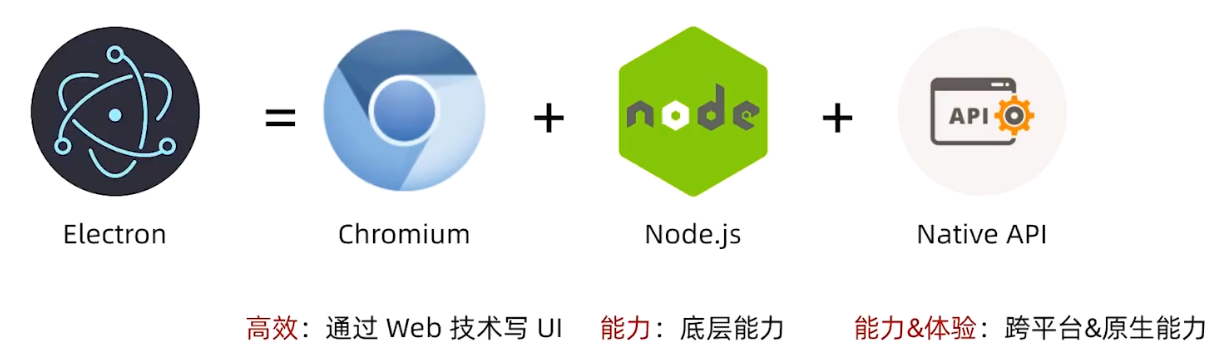 =
+
node
+
API
Electron
Chromium
Node.js
Native API
高效：通过 Web 技术写 UI
能力：底层能力
能力&体验：跨平台&原生能力